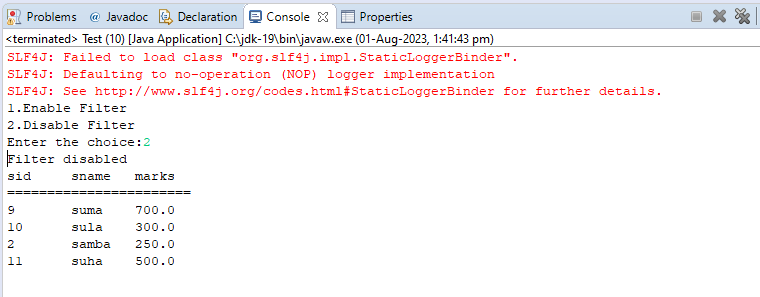 Problems @ Javadoc Declaration Console Properties
<terminated> Test (10) [Java Application] C:\jdk-19\bin\javaw.exe (01-Aug-2023, 1:41:43 pm)
SLF4J: Failed to load class "org.slf4j.impl.StaticLoggerBinder".
SLF4J: Defaulting to no-operation (NOP) logger implementation
SLF4J: See http://www.slf4j.org/codes.html#StaticLoggerBinder for further details.
1.Enable Filter
2.Disable Filter
Enter the choice:2
Filter disabled
sid sname marks
=======================
9 suma 700.0
10 sula 300.0
2 samba 250.0
11 suha 500.0